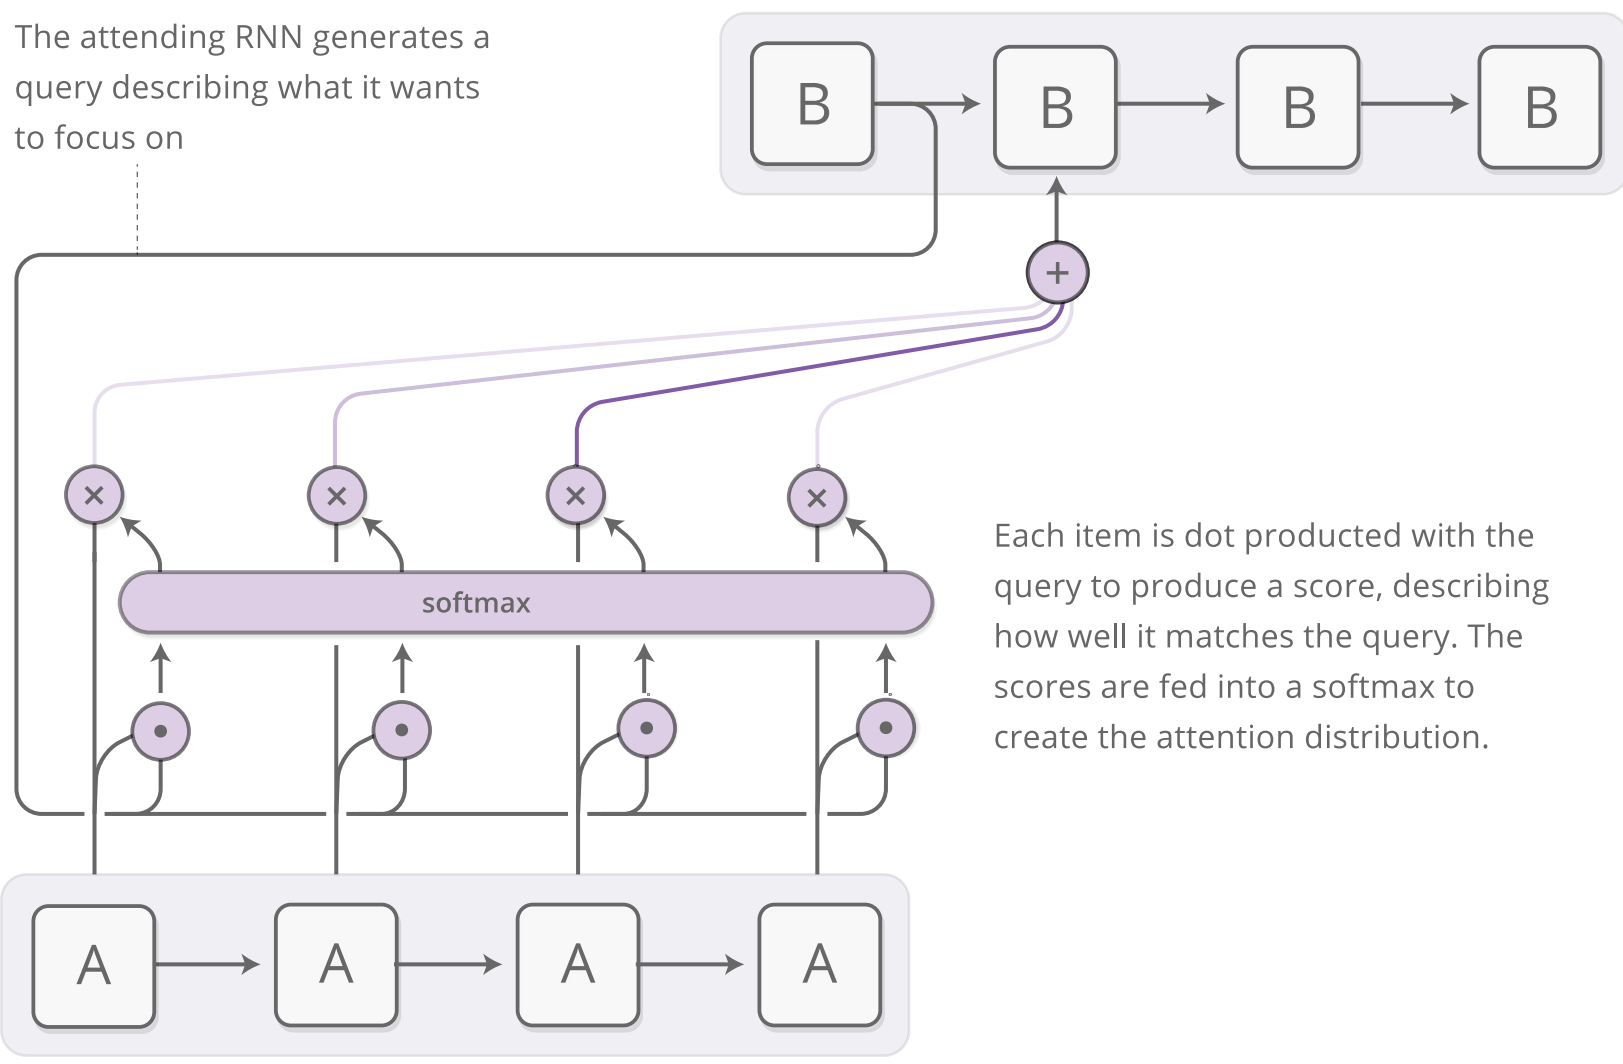 The attending RNN generates a
query describing what it wants
to focus on
B
B
B
B
+
×
×
×
×
softmax
Each item is dot producted with the
query to produce a score, describing
how well it matches the query. The
scores are fed into a softmax to
create the attention distribution.
A
A
A
A